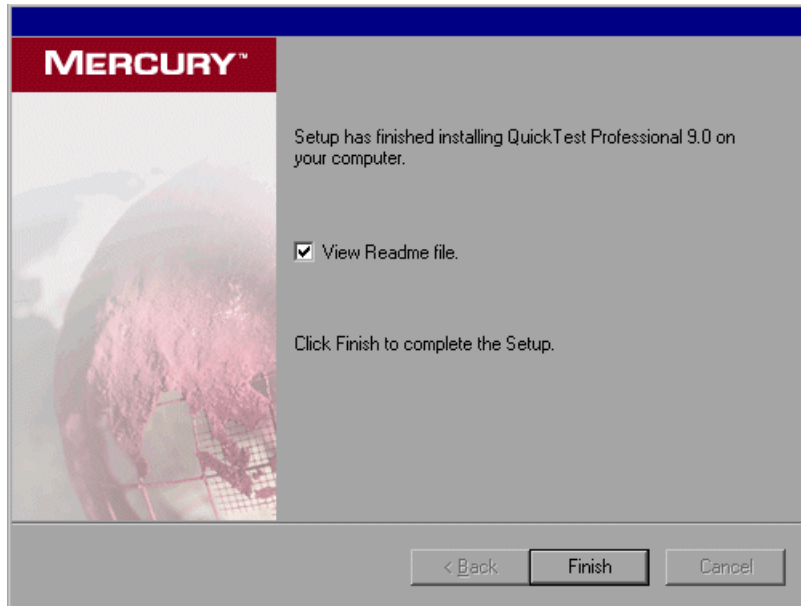 MERCURY™
Setup has finished installing QuickTest Professional 9.0 on
your computer.
View Readme file.
Click Finish to complete the Setup.
< Back
Finish
Cancel